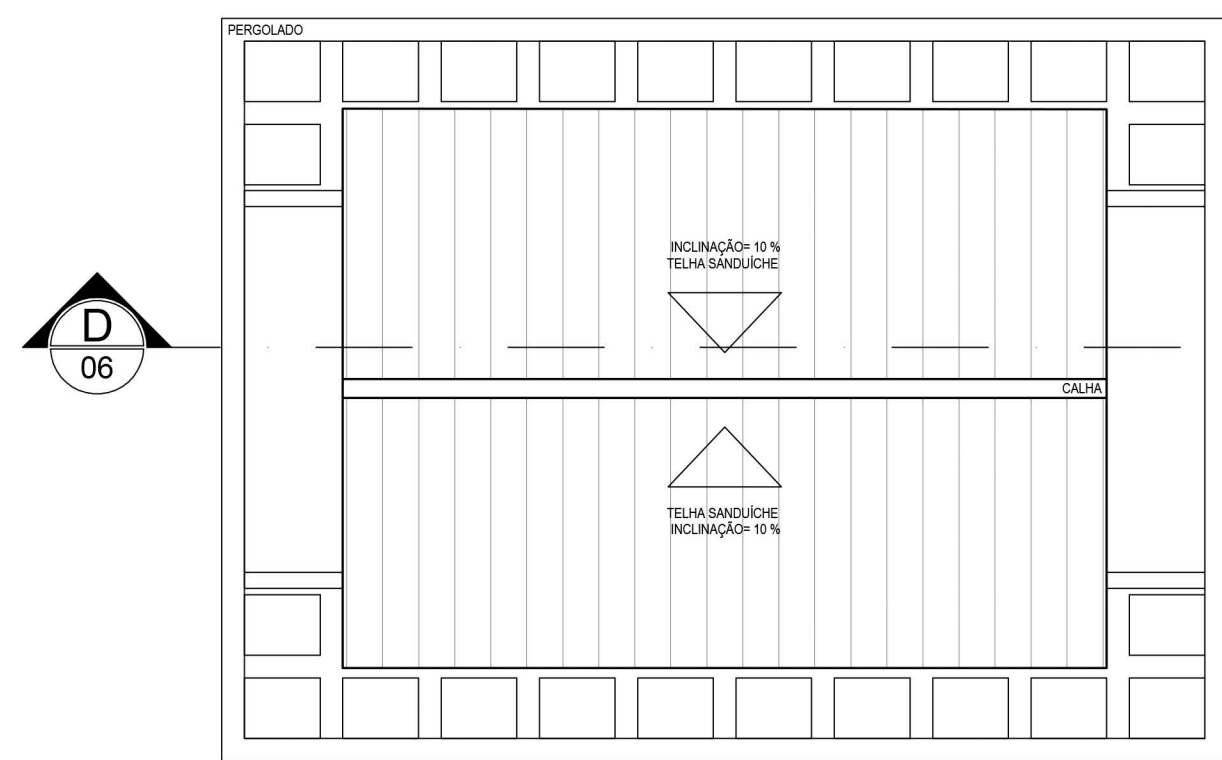 PERGOLADO
INCLINAÇÃO= 10 %
TELHA SANDUÍCHE
D
06
CALHA
TELHA SANDUÍCHE
INCLINAÇÃO= 10 %